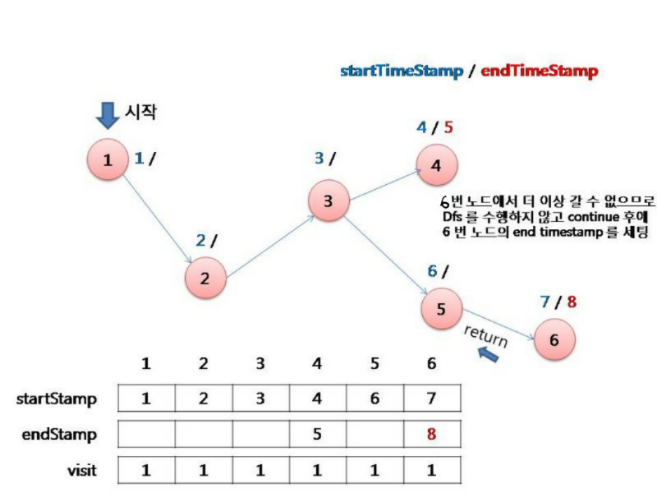 startTimeStamp / endTimeStamp
시작
4 / 5
1 1 /
3 /
4
3
6번 노드에서 더 이상 갈 수 없으므로
Dfs 를 수행하지 않고 continue 후에
6 번 노드의 end timestamp 를 세팅
2 /
2
6 /
7 / 8
5
return
6
1 2 3 4 5 6
startStamp 1 2 3 4 6 7
endStamp 5 8
visit 1 1 1 1 1 1